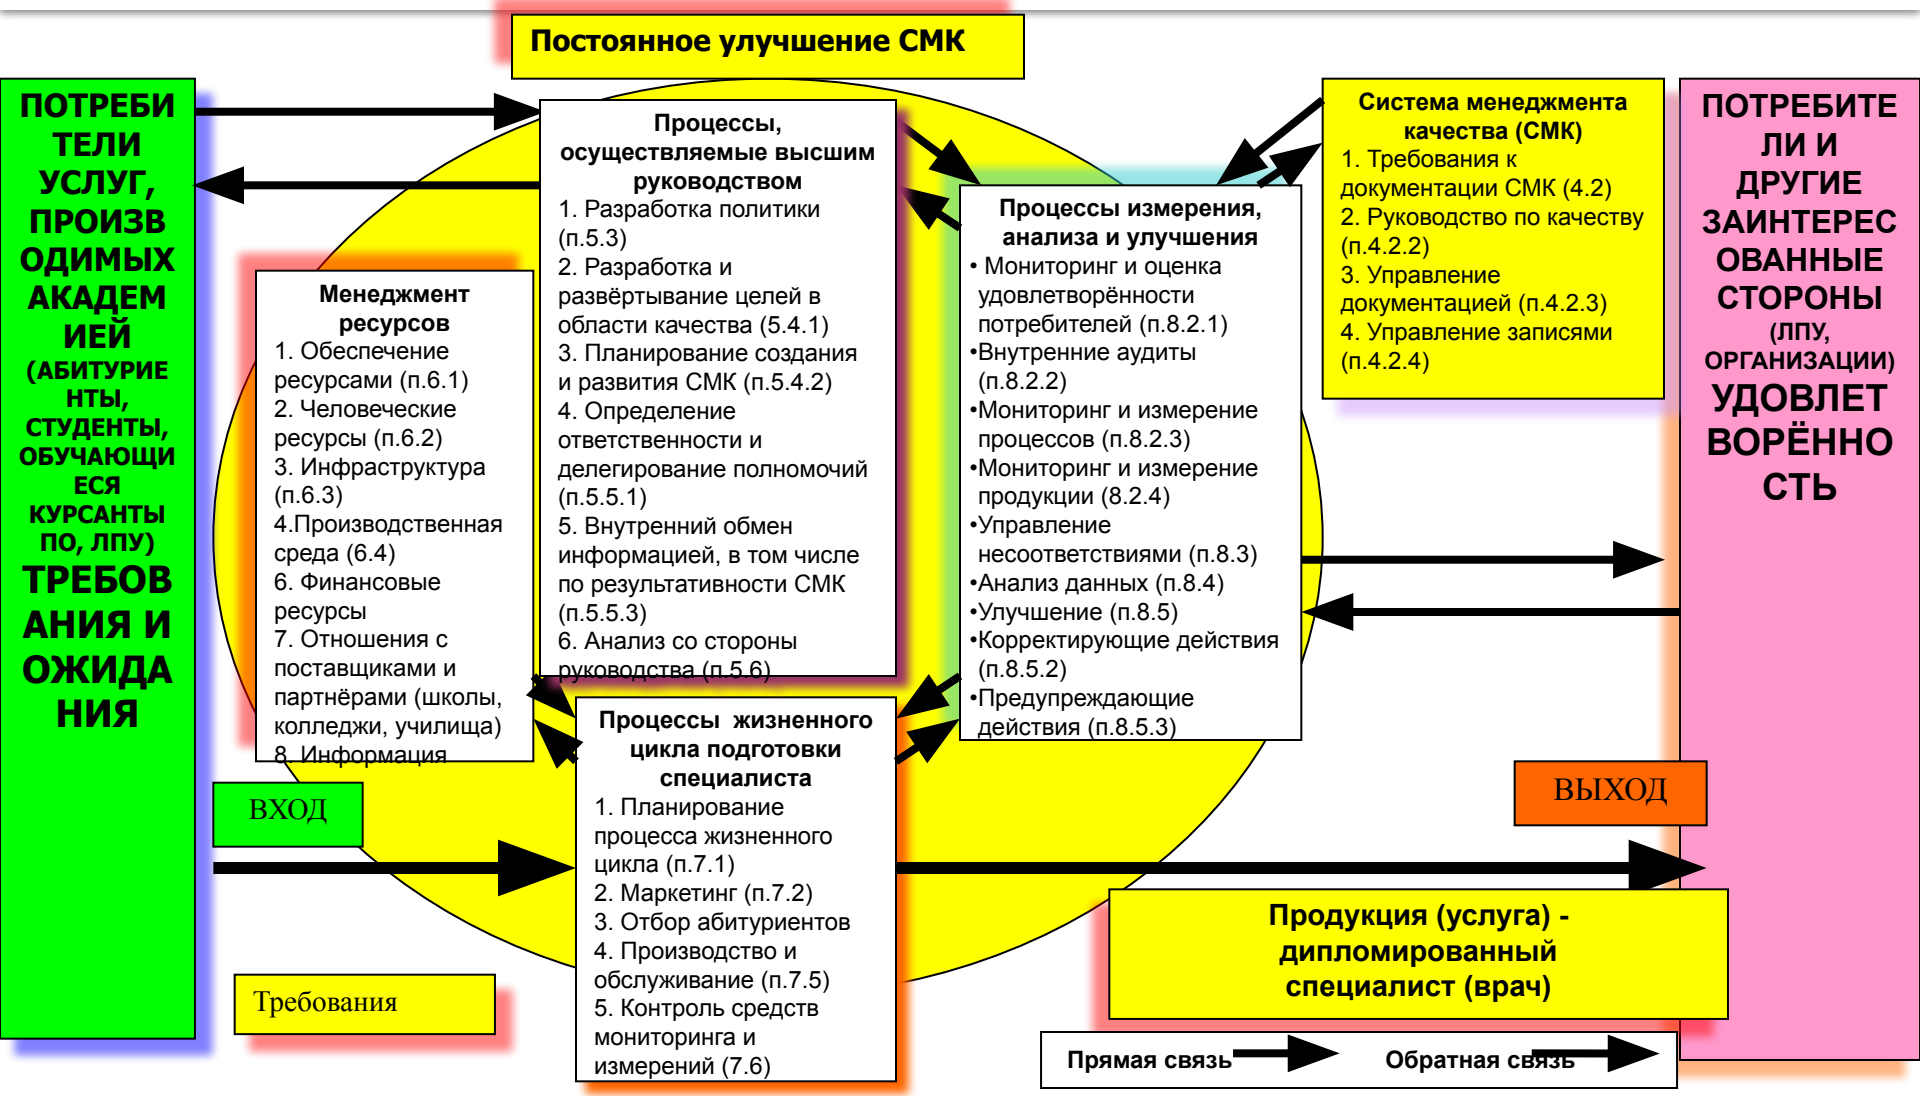 Постоянное улучшение СМК
ПОТРЕБИ
ТЕЛИ
УСЛУГ,
ПРОИЗВ
ОДИМЫХ
АКАДЕМ
ИЕЙ
(АБИТУРИЕ
НТЫ,
СТУДЕНТЫ,
ОБУЧАЮЩИ
ЕСЯ
КУРСАНТЫ
ПО, ЛПУ)
ТРЕБОВ
АНИЯ И
ОЖИДА
НИЯ
Менеджмент
ресурсов
1. Обеспечение
ресурсами (п.6.1)
2. Человеческие
ресурсы (п.6.2)
3. Инфраструктура
(п.6.3)
4.Производственная
среда (6.4)
6. Финансовые
ресурсы
7. Отношения с
поставщиками и
партнёрами (школы,
колледжи, училища)
8. Информация
Процессы,
осуществляемые высшим
руководством
1. Разработка политики
(п.5.3)
2. Разработка и
развёртывание целей в
области качества (5.4.1)
3. Планирование создания
и развития СМК (п.5.4.2)
4. Определение
ответственности и
делегирование полномочий
(п.5.5.1)
5. Внутренний обмен
информацией, в том числе
по результативности СМК
(п.5.5.3)
6. Анализ со стороны
руководства (п.5.6)
Процессы измерения,
анализа и улучшения
• Мониторинг и оценка
удовлетворённости
потребителей (п.8.2.1)
•Внутренние аудиты
(п.8.2.2)
•Мониторинг и измерение
процессов (п.8.2.3)
•Мониторинг и измерение
продукции (8.2.4)
•Управление
несоответствиями (п.8.3)
•Анализ данных (п.8.4)
•Улучшение (п.8.5)
•Корректирующие действия
(п.8.5.2)
•Предупреждающие
действия (п.8.5.3)
Система менеджмента
качества (СМК)
1. Требования к
документации СМК (4.2)
2. Руководство по качеству
(п.4.2.2)
3. Управление
документацией (п.4.2.3)
4. Управление записями
(п.4.2.4)
ПОТРЕБИТЕ
ЛИ И
ДРУГИЕ
ЗАИНТЕРЕС
ОВАННЫЕ
СТОРОНЫ
(ЛПУ,
ОРГАНИЗАЦИИ)
УДОВЛЕТ
ВОРЁННО
СТЬ
Процессы жизненного
цикла подготовки
специалиста
1. Планирование
процесса жизненного
цикла (п.7.1)
2. Маркетинг (п.7.2)
3. Отбор абитуриентов
4. Производство и
обслуживание (п.7.5)
5. Контроль средств
мониторинга и
измерений (7.6)
ВХОД
ВЫХОД
Требования
Продукция (услуга) -
дипломированный
специалист (врач)
Прямая связь
Обратная связь